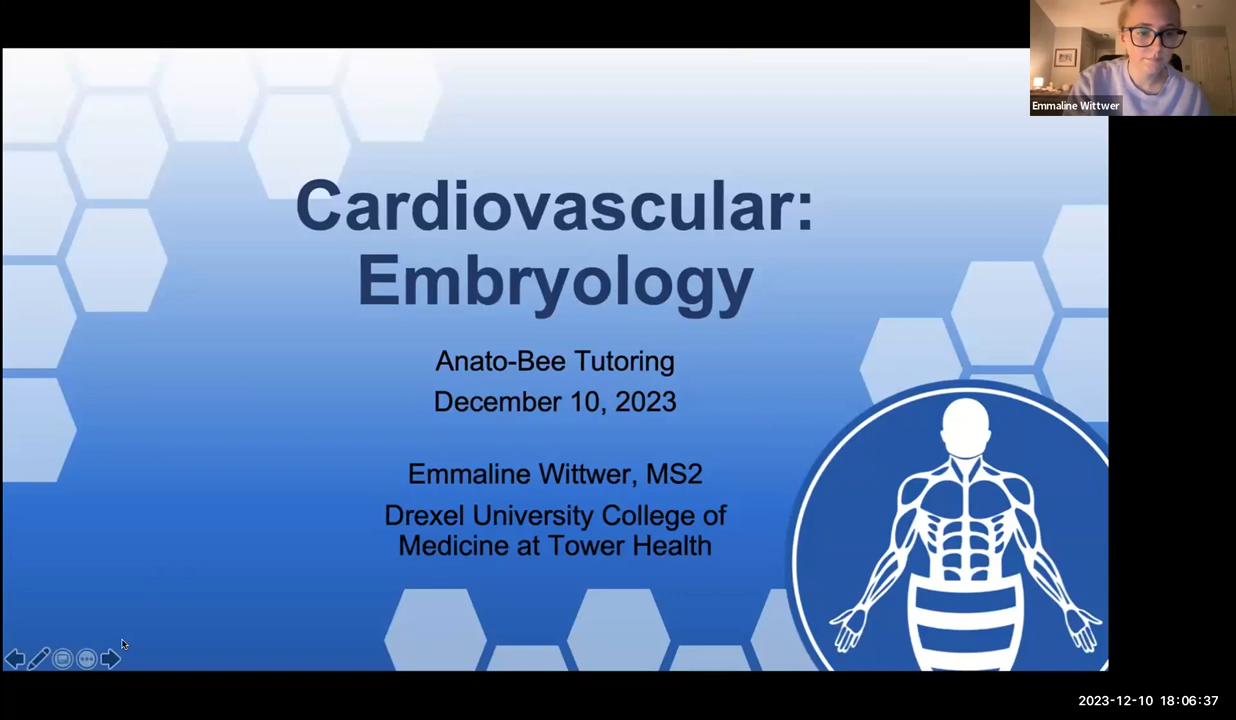 Emmaline Wittwer
Cardiovascular:
Embryology
Anato-Bee Tutoring
December 10, 2023
Emmaline Wittwer, MS2
Drexel University College of
Medicine at Tower Health
2023-12-10 18:06:37